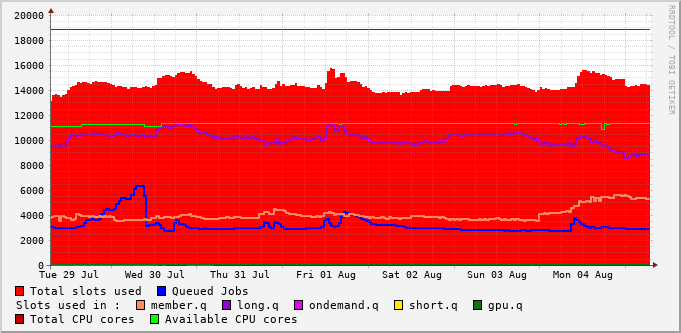 20000
18000
16000
14000
12000
10000
8000
6000
4000
2000
0
Tue 29 Jul Wed 30 Jul Thu 31 Jul Fri 01 Aug Sat 02 Aug Sun 03 Aug Mon 04 Aug
Total slots used Queued Jobs
Slots used in : member.q long.q ondemand.q short.q gpu.q
Total CPU cores Available CPU cores
RRDTOOL / TOBI OETIKER